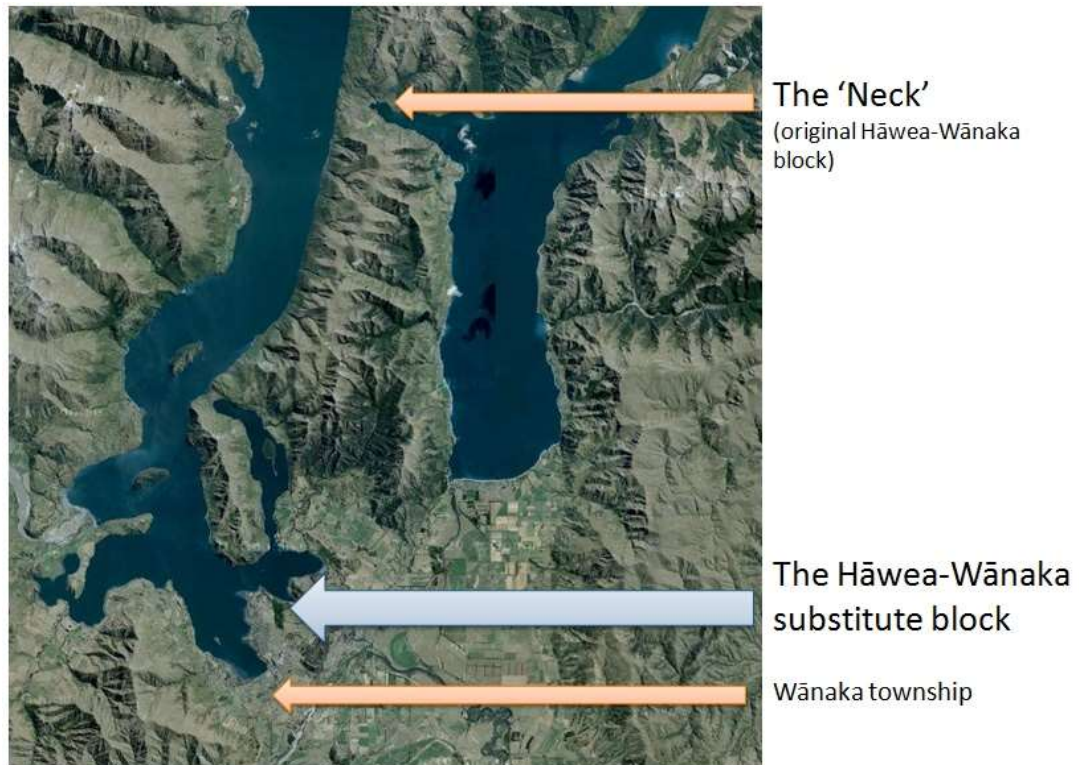 The ‘Neck’
(original Hāwea-Wānaka
block)
The Hāwea-Wānaka
substitute block
Wānaka township